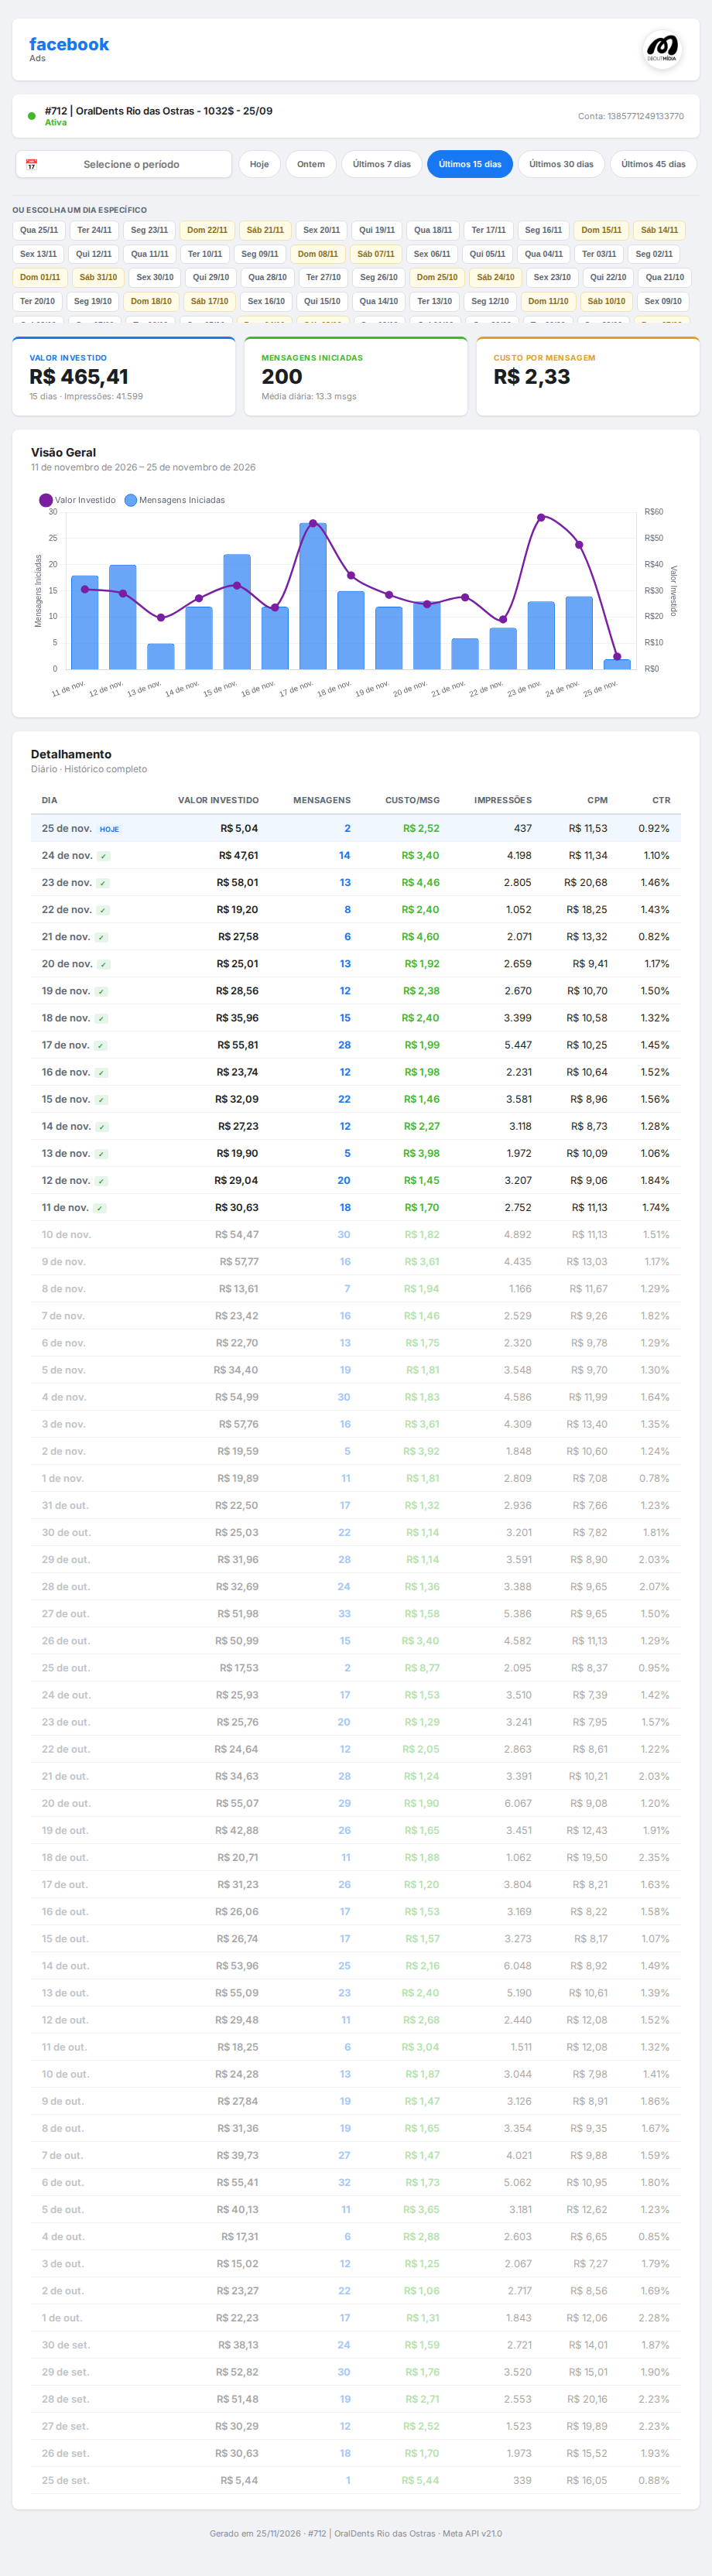 facebook
Ads
DBOUTMÍDIA
#712 | OralDents Rio das Ostras - 1032$ - 25/09
Ativa
Conta: 1385771249133770
Selecione o período Hoje Ontem Últimos 7 dias Últimos 15 dias Últimos 30 dias Últimos 45 dias
OU ESCOLHA UM DIA ESPECÍFICO
Qua 25/11 Ter 24/11 Seg 23/11 Dom 22/11 Sáb 21/11 Sex 20/11 Qui 19/11 Qua 18/11 Ter 17/11 Seg 16/11 Dom 15/11 Sáb 14/11
Sex 13/11 Qui 12/11 Qua 11/11 Ter 10/11 Seg 09/11 Dom 08/11 Sáb 07/11 Sex 06/11 Qui 05/11 Qua 04/11 Ter 03/11 Seg 02/11
Dom 01/11 Sáb 31/10 Sex 30/10 Qui 29/10 Qua 28/10 Ter 27/10 Seg 26/10 Dom 25/10 Sáb 24/10 Sex 23/10 Qui 22/10 Qua 21/10
Ter 20/10 Seg 19/10 Dom 18/10 Sáb 17/10 Sex 16/10 Qui 15/10 Qua 14/10 Ter 13/10 Seg 12/10 Dom 11/10 Sáb 10/10 Sex 09/10
VALOR INVESTIDO
R$ 465,41
15 dias · Impressões: 41.599
MENSAGENS INICIADAS
200
Média diária: 13.3 msgs
CUSTO POR MENSAGEM
R$ 2,33
Visão Geral
11 de novembro de 2026 – 25 de novembro de 2026
Valor Investido Mensagens Iniciadas
30 R$60
25 R$50
20 R$40
15 R$30
10 R$20
5 R$10
0 R$0
Mensagens Iniciadas
Valor Investido
11 de nov. 12 de nov. 13 de nov. 14 de nov. 15 de nov. 16 de nov. 17 de nov. 18 de nov. 19 de nov. 20 de nov. 21 de nov. 22 de nov. 23 de nov. 24 de nov. 25 de nov.
Detalhamento
Diário · Histórico completo
DIA VALOR INVESTIDO MENSAGENS CUSTO/MSG IMPRESSÕES CPM CTR
25 de nov. HOJE R$ 5,04 2 R$ 2,52 437 R$ 11,53 0.92%
24 de nov. ✓ R$ 47,61 14 R$ 3,40 4.198 R$ 11,34 1.10%
23 de nov. ✓ R$ 58,01 13 R$ 4,46 2.805 R$ 20,68 1.46%
22 de nov. ✓ R$ 19,20 8 R$ 2,40 1.052 R$ 18,25 1.43%
21 de nov. ✓ R$ 27,58 6 R$ 4,60 2.071 R$ 13,32 0.82%
20 de nov. ✓ R$ 25,01 13 R$ 1,92 2.659 R$ 9,41 1.17%
19 de nov. ✓ R$ 28,56 12 R$ 2,38 2.670 R$ 10,70 1.50%
18 de nov. ✓ R$ 35,96 15 R$ 2,40 3.399 R$ 10,58 1.32%
17 de nov. ✓ R$ 55,81 28 R$ 1,99 5.447 R$ 10,25 1.45%
16 de nov. ✓ R$ 23,74 12 R$ 1,98 2.231 R$ 10,64 1.52%
15 de nov. ✓ R$ 32,09 22 R$ 1,46 3.581 R$ 8,96 1.56%
14 de nov. ✓ R$ 27,23 12 R$ 2,27 3.118 R$ 8,73 1.28%
13 de nov. ✓ R$ 19,90 5 R$ 3,98 1.972 R$ 10,09 1.06%
12 de nov. ✓ R$ 29,04 20 R$ 1,45 3.207 R$ 9,06 1.84%
11 de nov. ✓ R$ 30,63 18 R$ 1,70 2.752 R$ 11,13 1.74%
10 de nov. R$ 54,47 30 R$ 1,82 4.892 R$ 11,13 1.51%
9 de nov. R$ 57,77 16 R$ 3,61 4.435 R$ 13,03 1.17%
8 de nov. R$ 13,61 7 R$ 1,94 1.166 R$ 11,67 1.29%
7 de nov. R$ 23,42 16 R$ 1,46 2.529 R$ 9,26 1.82%
6 de nov. R$ 22,70 13 R$ 1,75 2.320 R$ 9,78 1.29%
5 de nov. R$ 34,40 19 R$ 1,81 3.548 R$ 9,70 1.30%
4 de nov. R$ 54,99 30 R$ 1,83 4.586 R$ 11,99 1.64%
3 de nov. R$ 57,76 16 R$ 3,61 4.309 R$ 13,40 1.35%
2 de nov. R$ 19,59 5 R$ 3,92 1.848 R$ 10,60 1.24%
1 de nov. R$ 19,89 11 R$ 1,81 2.809 R$ 7,08 0.78%
31 de out. R$ 22,50 17 R$ 1,32 2.936 R$ 7,66 1.23%
30 de out. R$ 25,03 22 R$ 1,14 3.201 R$ 7,82 1.81%
29 de out. R$ 31,96 28 R$ 1,14 3.591 R$ 8,90 2.03%
28 de out. R$ 32,69 24 R$ 1,36 3.388 R$ 9,65 2.07%
27 de out. R$ 51,98 33 R$ 1,58 5.386 R$ 9,65 1.50%
26 de out. R$ 50,99 15 R$ 3,40 4.582 R$ 11,13 1.29%
25 de out. R$ 17,53 2 R$ 8,77 2.095 R$ 8,37 0.95%
24 de out. R$ 25,93 17 R$ 1,53 3.510 R$ 7,39 1.42%
23 de out. R$ 25,76 20 R$ 1,29 3.241 R$ 7,95 1.57%
22 de out. R$ 24,64 12 R$ 2,05 2.863 R$ 8,61 1.22%
21 de out. R$ 34,63 28 R$ 1,24 3.391 R$ 10,21 2.03%
20 de out. R$ 55,07 29 R$ 1,90 6.067 R$ 9,08 1.20%
19 de out. R$ 42,88 26 R$ 1,65 3.451 R$ 12,43 1.91%
18 de out. R$ 20,71 11 R$ 1,88 1.062 R$ 19,50 2.35%
17 de out. R$ 31,23 26 R$ 1,20 3.804 R$ 8,21 1.63%
16 de out. R$ 26,06 17 R$ 1,53 3.169 R$ 8,22 1.58%
15 de out. R$ 26,74 17 R$ 1,57 3.273 R$ 8,17 1.07%
14 de out. R$ 53,96 25 R$ 2,16 6.048 R$ 8,92 1.49%
13 de out. R$ 55,09 23 R$ 2,40 5.190 R$ 10,61 1.39%
12 de out. R$ 29,48 11 R$ 2,68 2.440 R$ 12,08 1.52%
11 de out. R$ 18,25 6 R$ 3,04 1.511 R$ 12,08 1.32%
10 de out. R$ 24,28 13 R$ 1,87 3.044 R$ 7,98 1.41%
9 de out. R$ 27,84 19 R$ 1,47 3.126 R$ 8,91 1.86%
8 de out. R$ 31,36 19 R$ 1,65 3.354 R$ 9,35 1.67%
7 de out. R$ 39,73 27 R$ 1,47 4.021 R$ 9,88 1.59%
6 de out. R$ 55,41 32 R$ 1,73 5.062 R$ 10,95 1.80%
5 de out. R$ 40,13 11 R$ 3,65 3.181 R$ 12,62 1.23%
4 de out. R$ 17,31 6 R$ 2,88 2.603 R$ 6,65 0.85%
3 de out. R$ 15,02 12 R$ 1,25 2.067 R$ 7,27 1.79%
2 de out. R$ 23,27 22 R$ 1,06 2.717 R$ 8,56 1.69%
1 de out. R$ 22,23 17 R$ 1,31 1.843 R$ 12,06 2.28%
30 de set. R$ 38,13 24 R$ 1,59 2.721 R$ 14,01 1.87%
29 de set. R$ 52,82 30 R$ 1,76 3.520 R$ 15,01 1.90%
28 de set. R$ 51,48 19 R$ 2,71 2.553 R$ 20,16 2.23%
27 de set. R$ 30,29 12 R$ 2,52 1.523 R$ 19,89 2.23%
26 de set. R$ 30,63 18 R$ 1,70 1.973 R$ 15,52 1.93%
25 de set. R$ 5,44 1 R$ 5,44 339 R$ 16,05 0.88%
Gerado em 25/11/2026 · #712 | OralDents Rio das Ostras · Meta API v21.0